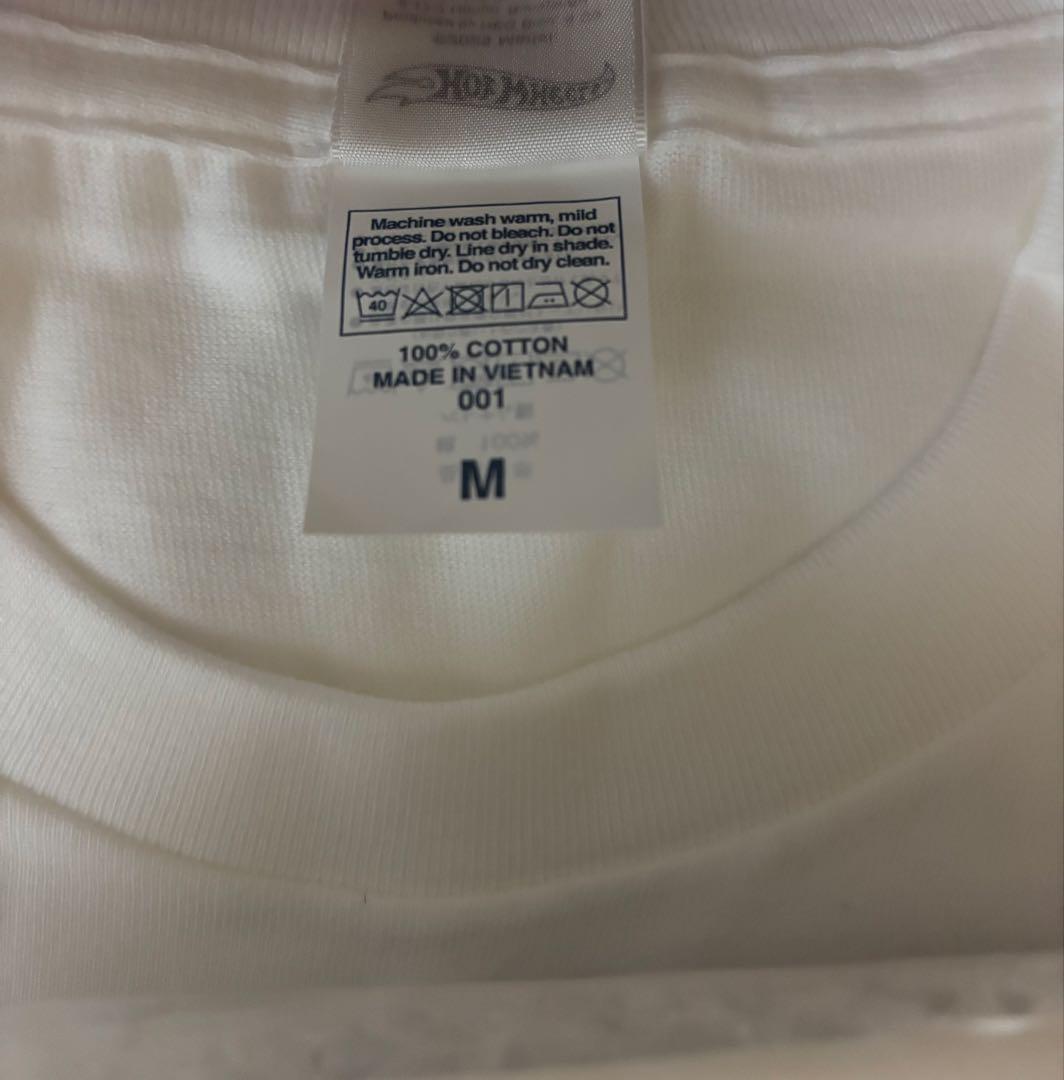 HOT WHEELS
Machine wash warm, mild
process. Do not bleach. Do not
tumble dry. Line dry in shade.
Warm iron. Do not dry clean.
40
100% COTTON
MADE IN VIETNAM
001
M